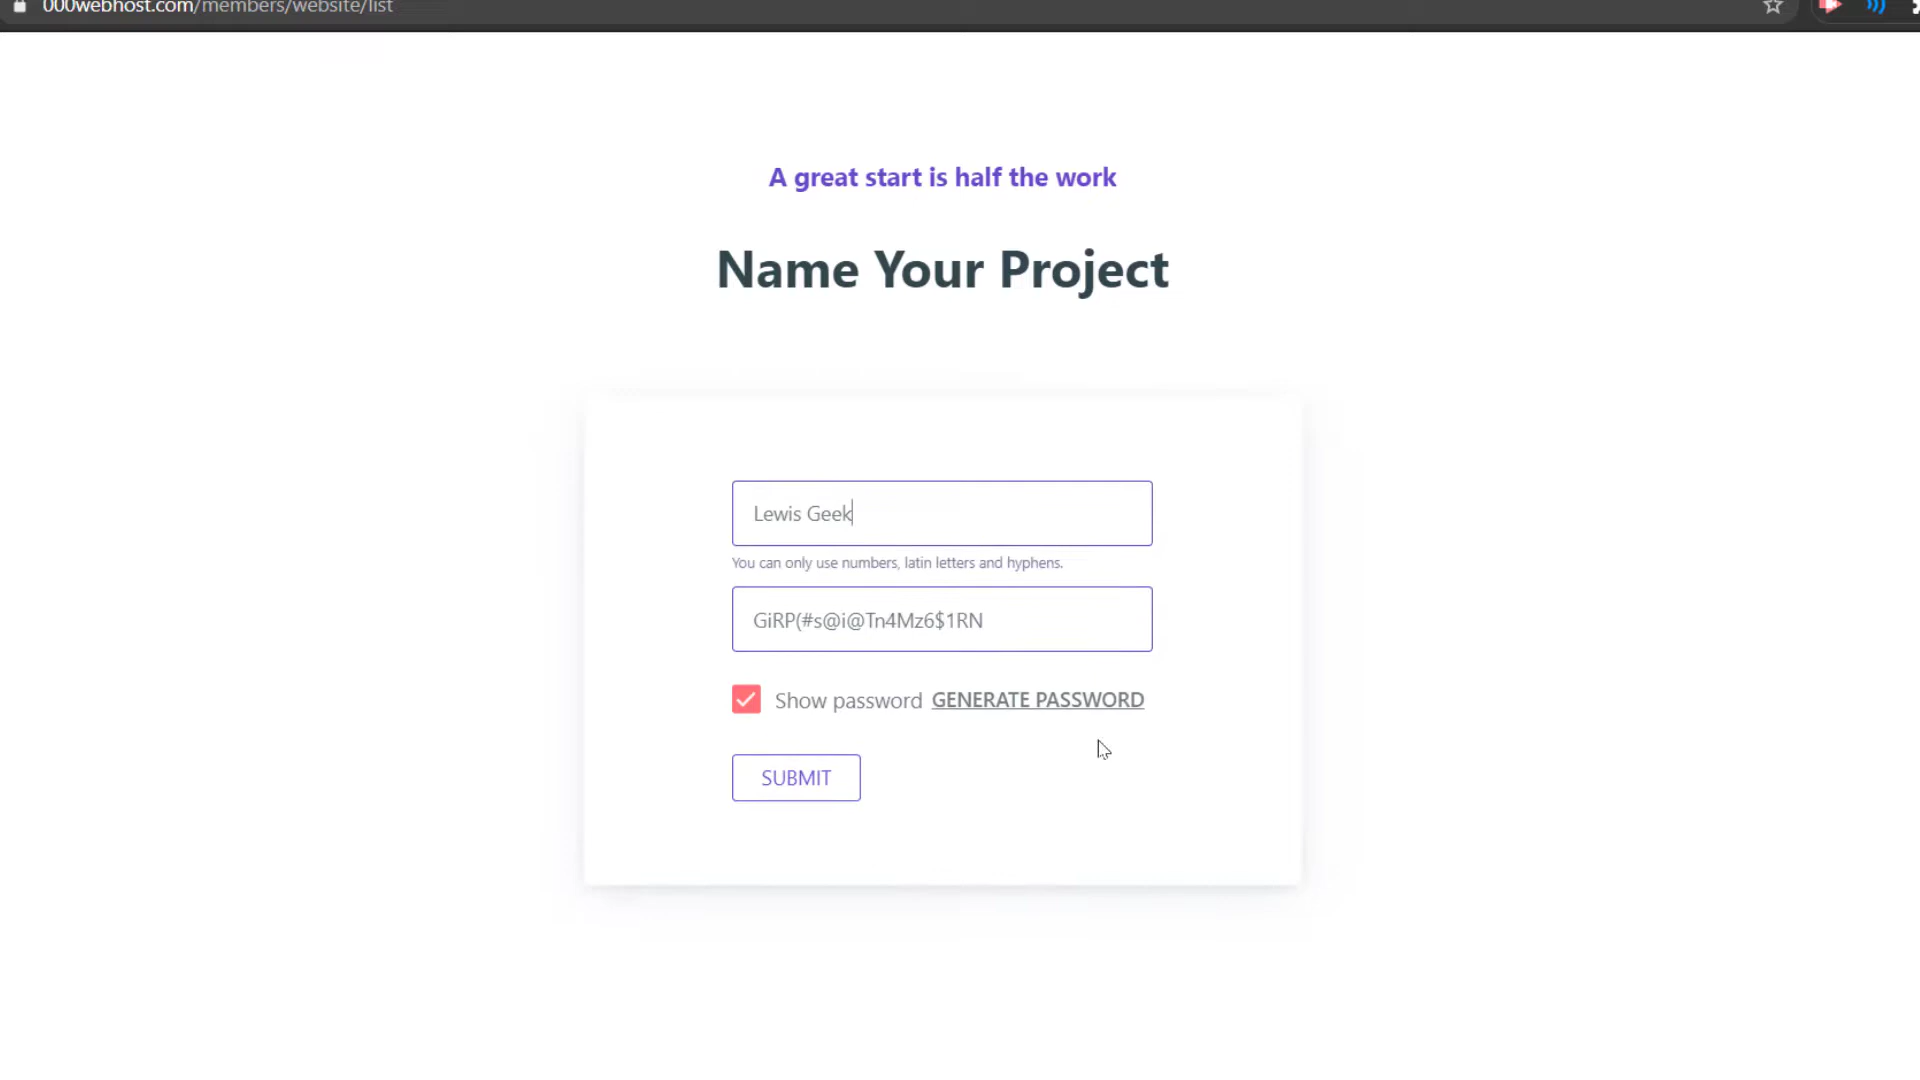 000webhost.com/members/website/list
A great start is half the work
Name Your Project
Lewis Geek
You can only use numbers, latin letters and hyphens.
GiRP(#s@i@Tn4Mz6$1RN
Show password GENERATE PASSWORD
SUBMIT